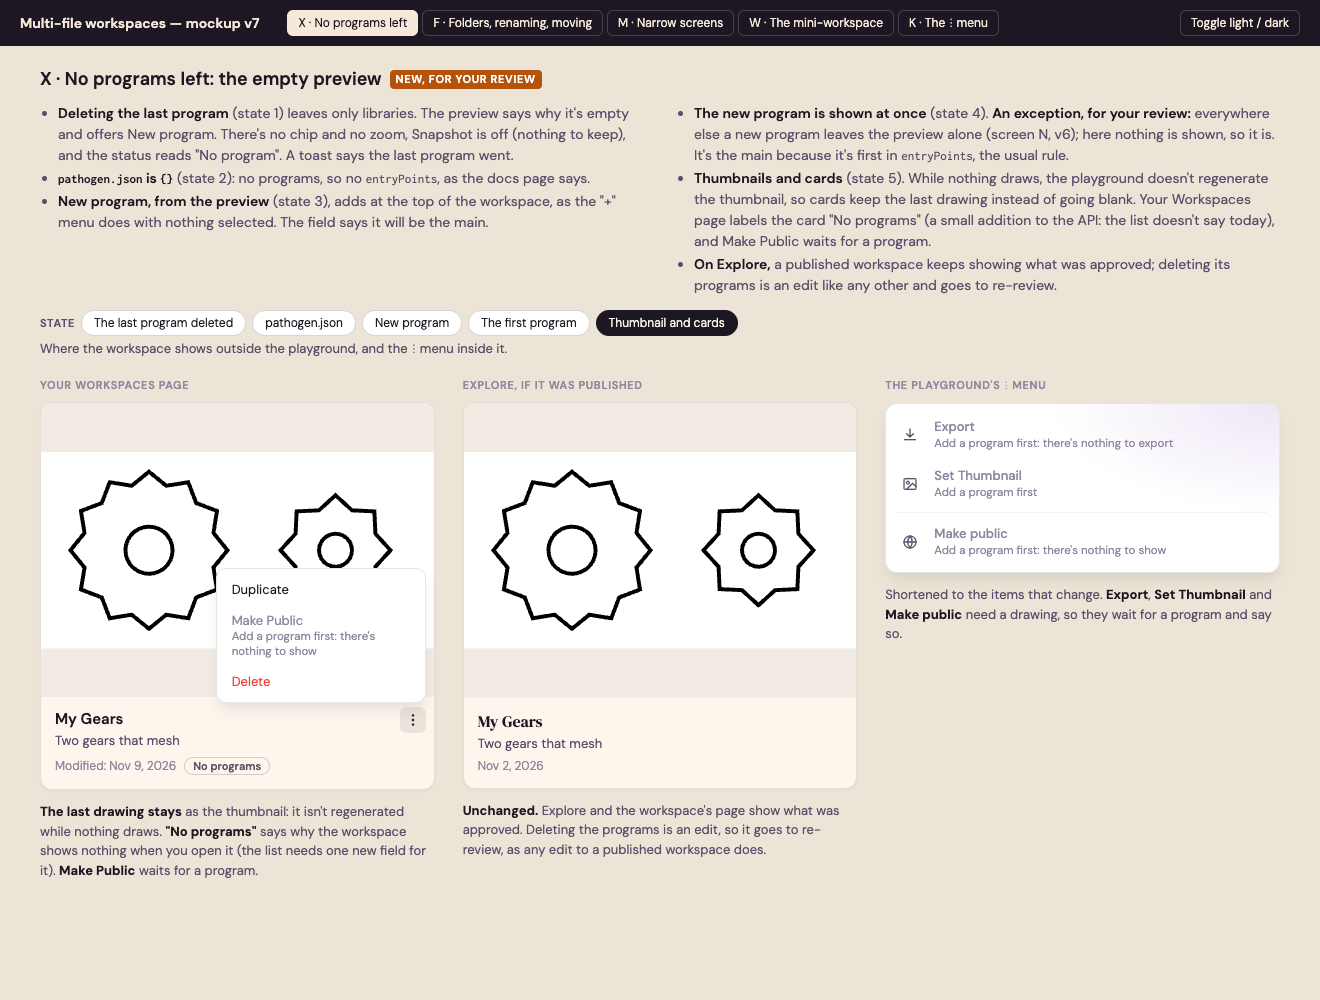 Multi-file workspaces — mockup v7
X · No programs left
F · Folders, renaming, moving
M · Narrow screens
W · The mini-workspace
K · The ⋮ menu
Toggle light / dark
X · No programs left: the empty preview
NEW, FOR YOUR REVIEW
• Deleting the last program (state 1) leaves only libraries. The preview says why it's empty
and offers New program. There's no chip and no zoom, Snapshot is off (nothing to keep),
and the status reads "No program". A toast says the last program went.
• pathogen.json is {} (state 2): no programs, so no entryPoints, as the docs page says.
• New program, from the preview (state 3), adds at the top of the workspace, as the "+"
menu does with nothing selected. The field says it will be the main.
• The new program is shown at once (state 4). An exception, for your review: everywhere
else a new program leaves the preview alone (screen N, v6); here nothing is shown, so it is.
It's the main because it's first in entryPoints, the usual rule.
• Thumbnails and cards (state 5). While nothing draws, the playground doesn't regenerate
the thumbnail, so cards keep the last drawing instead of going blank. Your Workspaces
page labels the card "No programs" (a small addition to the API: the list doesn't say today),
and Make Public waits for a program.
• On Explore, a published workspace keeps showing what was approved; deleting its
programs is an edit like any other and goes to re-review.
STATE
The last program deleted
pathogen.json
New program
The first program
Thumbnail and cards
Where the workspace shows outside the playground, and the ⋮ menu inside it.
YOUR WORKSPACES PAGE
Duplicate
Make Public
Add a program first: there's
nothing to show
Delete
My Gears
Two gears that mesh
Modified: Nov 9, 2026
No programs
The last drawing stays as the thumbnail: it isn't regenerated
while nothing draws. "No programs" says why the workspace
shows nothing when you open it (the list needs one new field for
it). Make Public waits for a program.
EXPLORE, IF IT WAS PUBLISHED
My Gears
Two gears that mesh
Nov 2, 2026
Unchanged. Explore and the workspace's page show what was
approved. Deleting the programs is an edit, so it goes to re-
review, as any edit to a published workspace does.
THE PLAYGROUND'S ⋮ MENU
Export
Add a program first: there's nothing to export
Set Thumbnail
Add a program first
Make public
Add a program first: there's nothing to show
Shortened to the items that change. Export, Set Thumbnail and
Make public need a drawing, so they wait for a program and say
so.